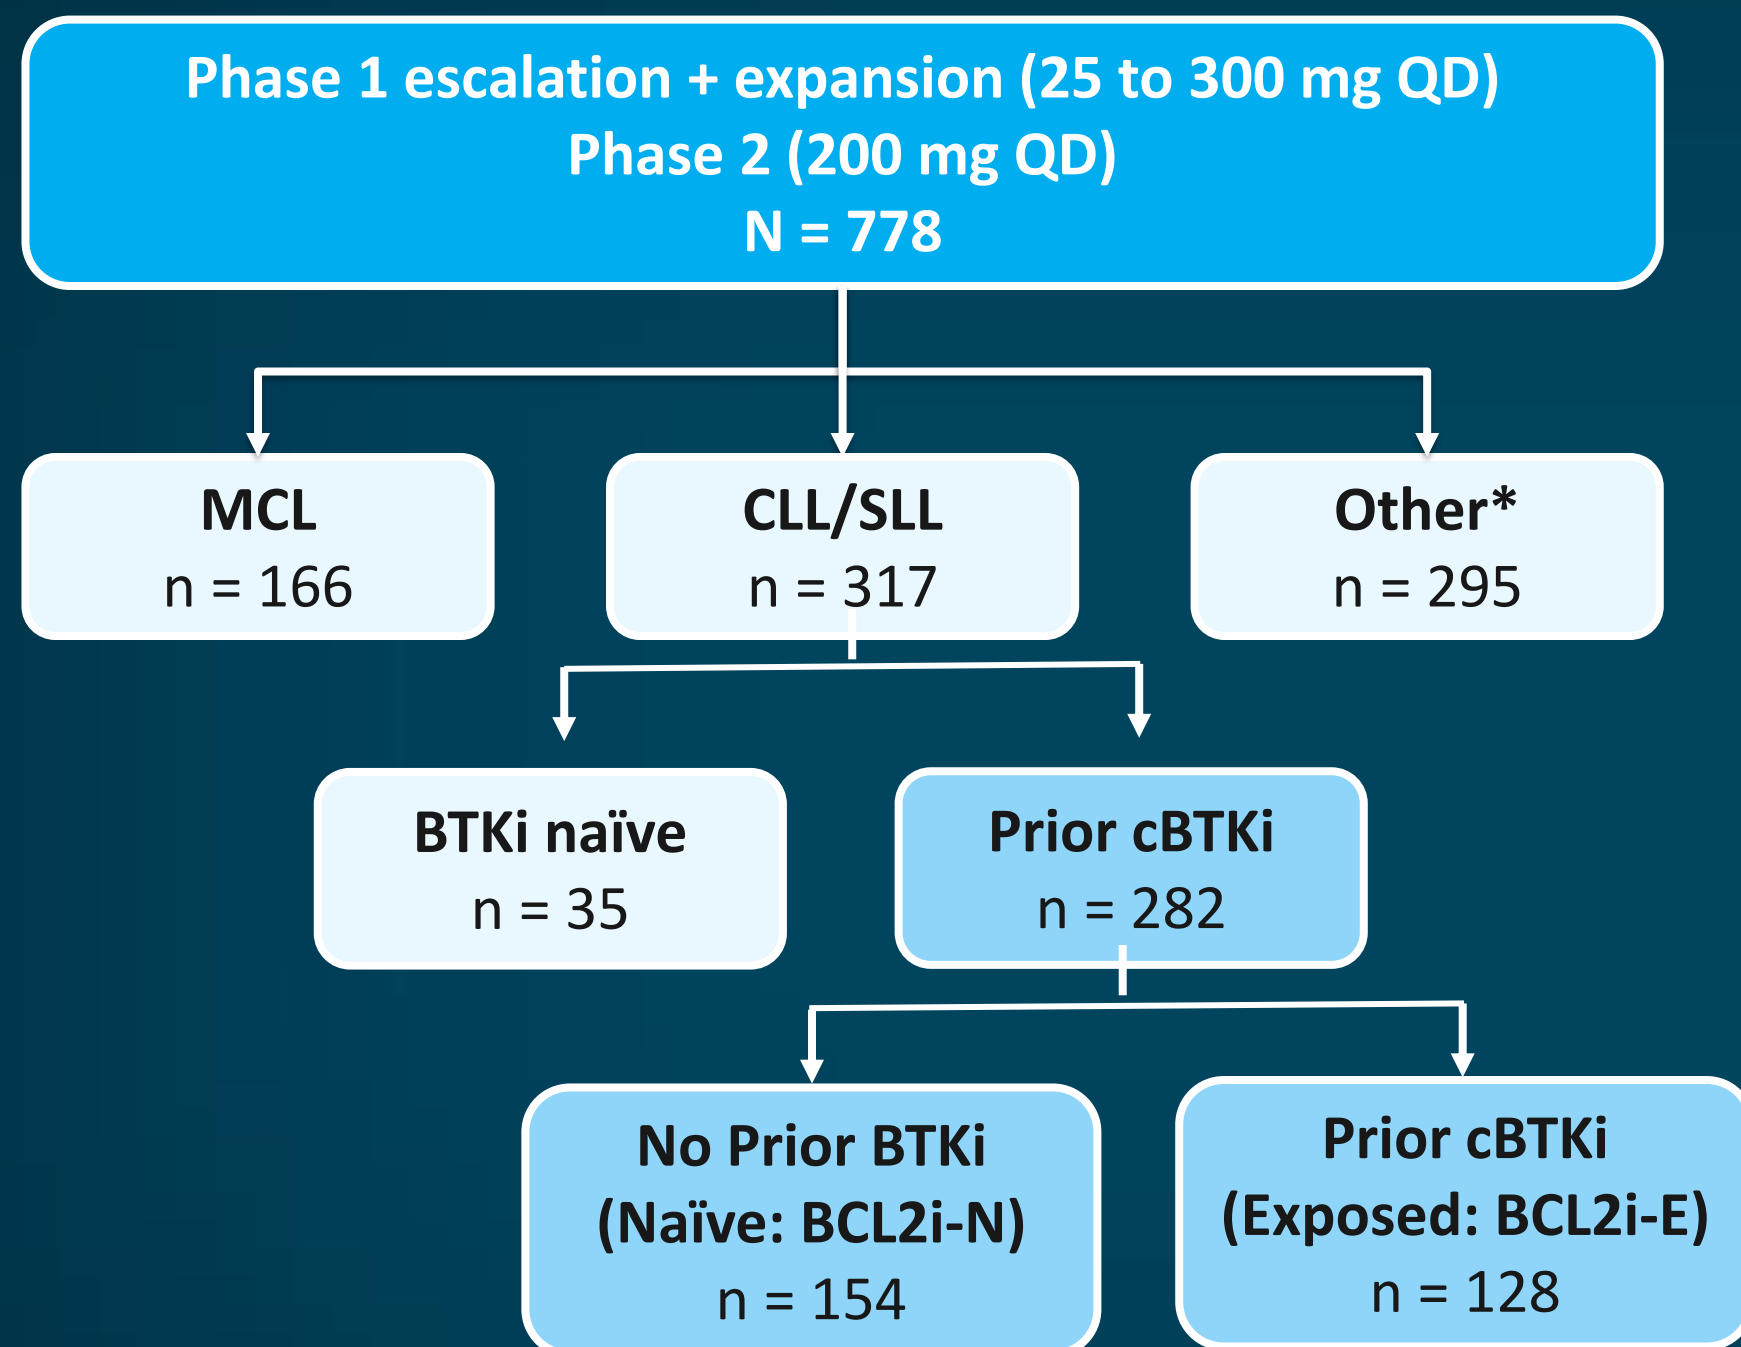 Phase 1 escalation + expansion (25 to 300 mg QD)
Phase 2 (200 mg QD)
N = 778
MCL
n = 166
CLL/SLL
n = 317
Other*
n = 295
BTKi naïve
n = 35
Prior cBTKi
n = 282
No Prior BTKi
(Naïve: BCL2i-N)
n = 154
Prior cBTKi
(Exposed: BCL2i-E)
n = 128